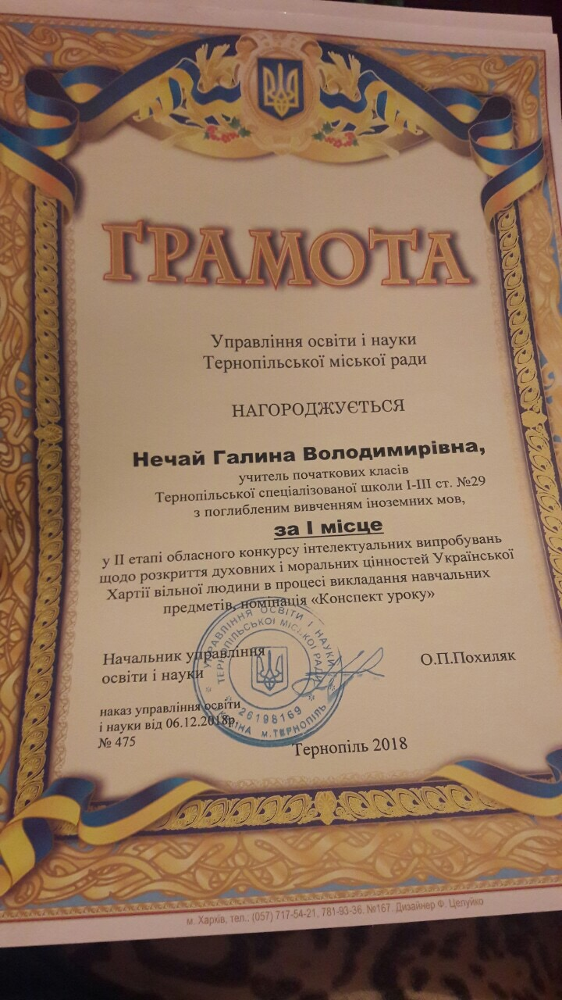 ГРАМОТА
Управління освіти і науки
Тернопільської міської ради
НАГОРОДЖУЄТЬСЯ
Нечай Галина Володимирівна,
учитель початкових класів
Тернопільської спеціалізованої школи І-ІІІ ст. №29
з поглибленим вивченням іноземних мов,
за І місце
у ІІ етапі обласного конкурсу інтелектуальних випробувань
щодо розкриття духовних і моральних цінностей Української
Хартії вільної людини в процесі викладання навчальних
предметів, номінація «Конспект уроку»
УПРАВЛІННЯ ОСВІТИ І НАУКИ
ТЕРНОПІЛЬСЬКОЇ МІСЬКОЇ РАДИ
* 26198169 *
УКРАЇНА м.ТЕРНОПІЛЬ
Начальник управління
освіти і науки
О.П.Похиляк
наказ управління освіти
і науки від 06.12.2018р.
№ 475
Тернопіль 2018
м. Харків, тел.: (057) 717-54-21, 781-93-36. №167. Дизайнер Ф. Целуйко